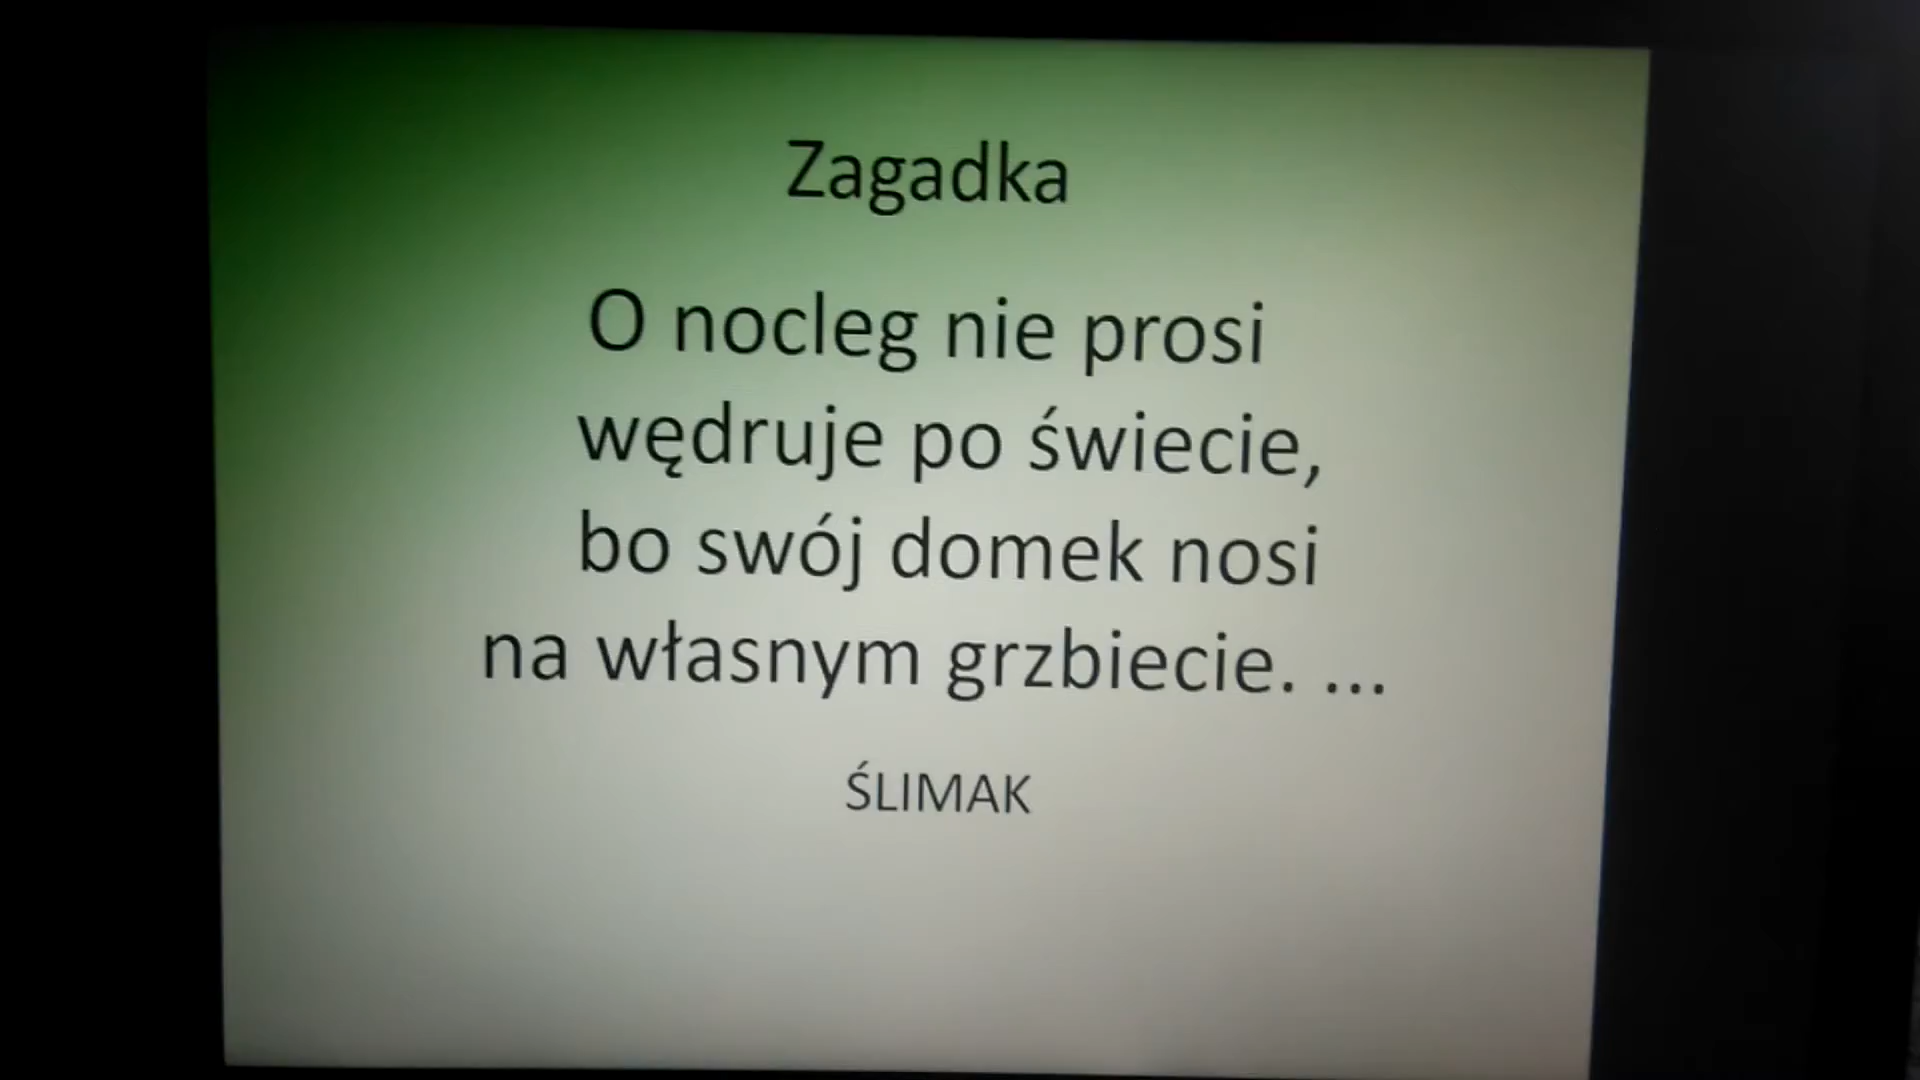 Zagadka
O nocleg nie prosi
wędruje po świecie,
bo swój domek nosi
na własnym grzbiecie. ...
ŚLIMAK